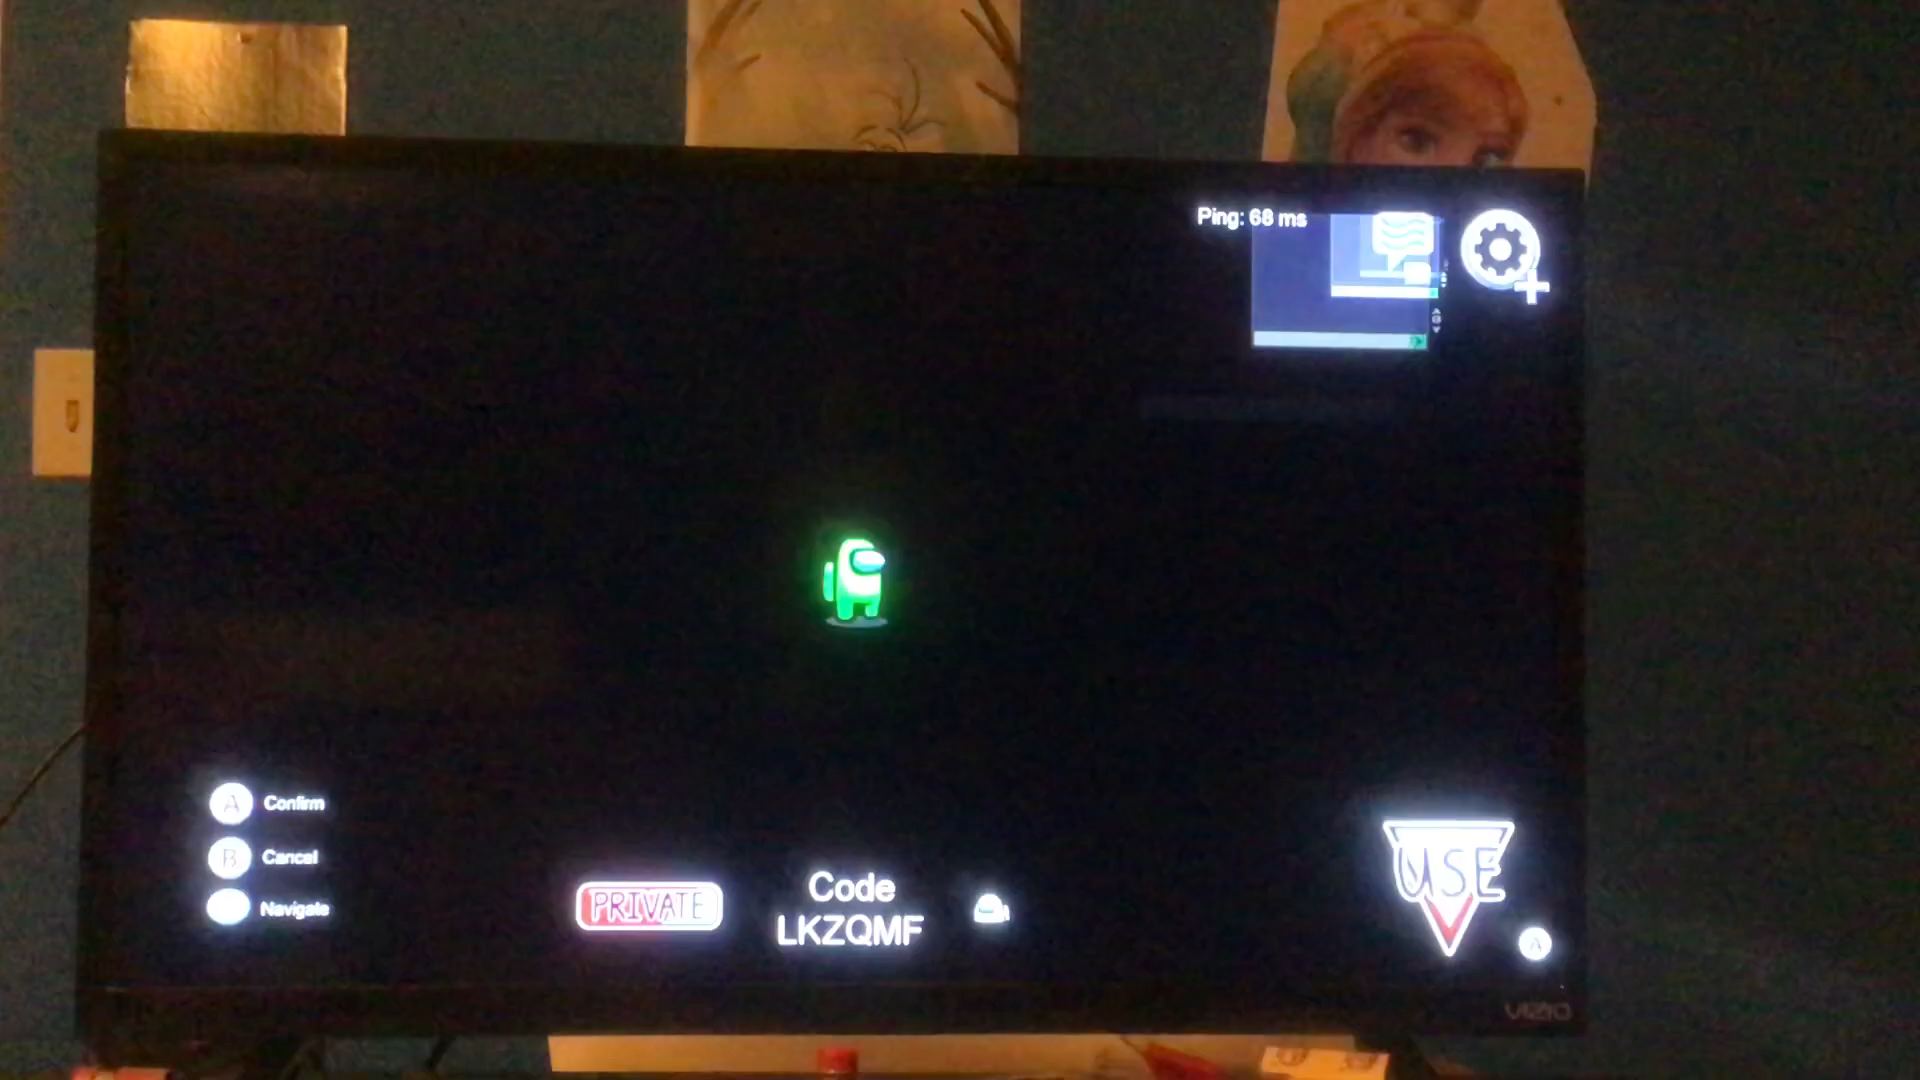 Ping: 68 ms
A Confirm
B Cancel
Navigate
PRIVATE
Code
LKZQMF
USE
A
VIZIO